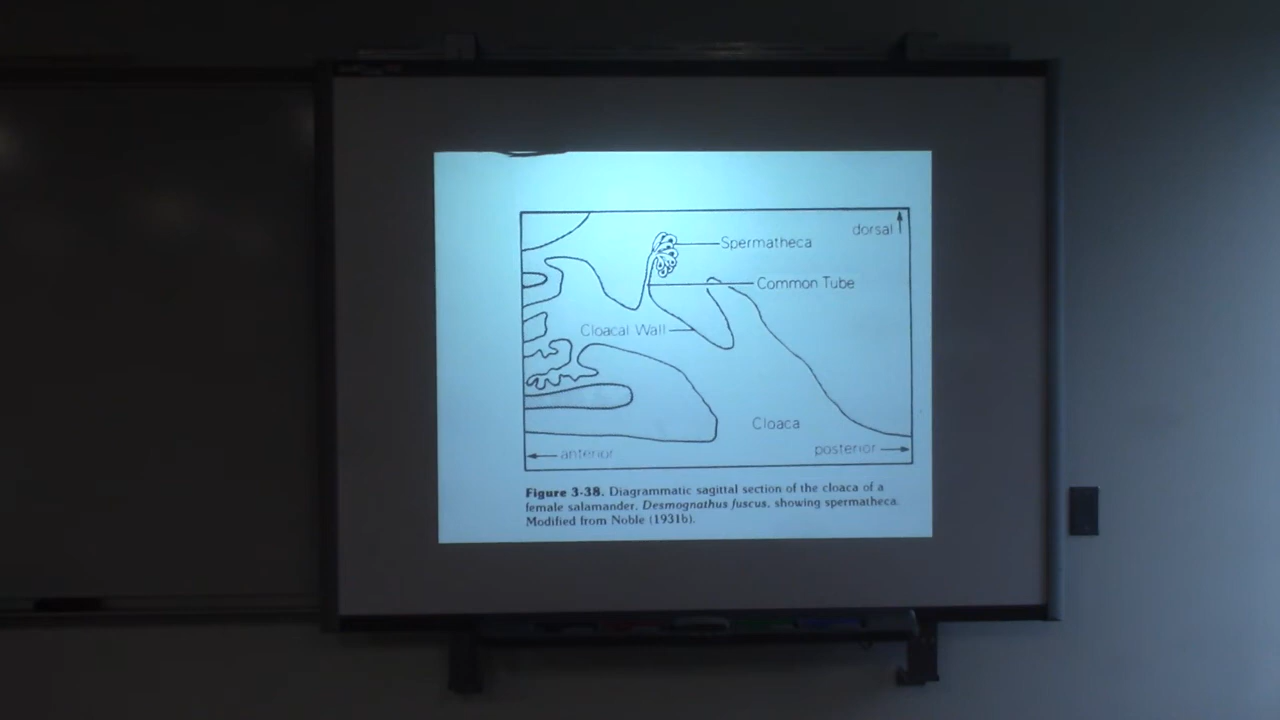 dorsal
Spermatheca
Common Tube
Cloacal Wall
Cloaca
anterior
posterior
Figure 3-38. Diagrammatic sagittal section of the cloaca of a
female salamander, Desmognathus fuscus, showing spermatheca.
Modified from Noble (1931b).